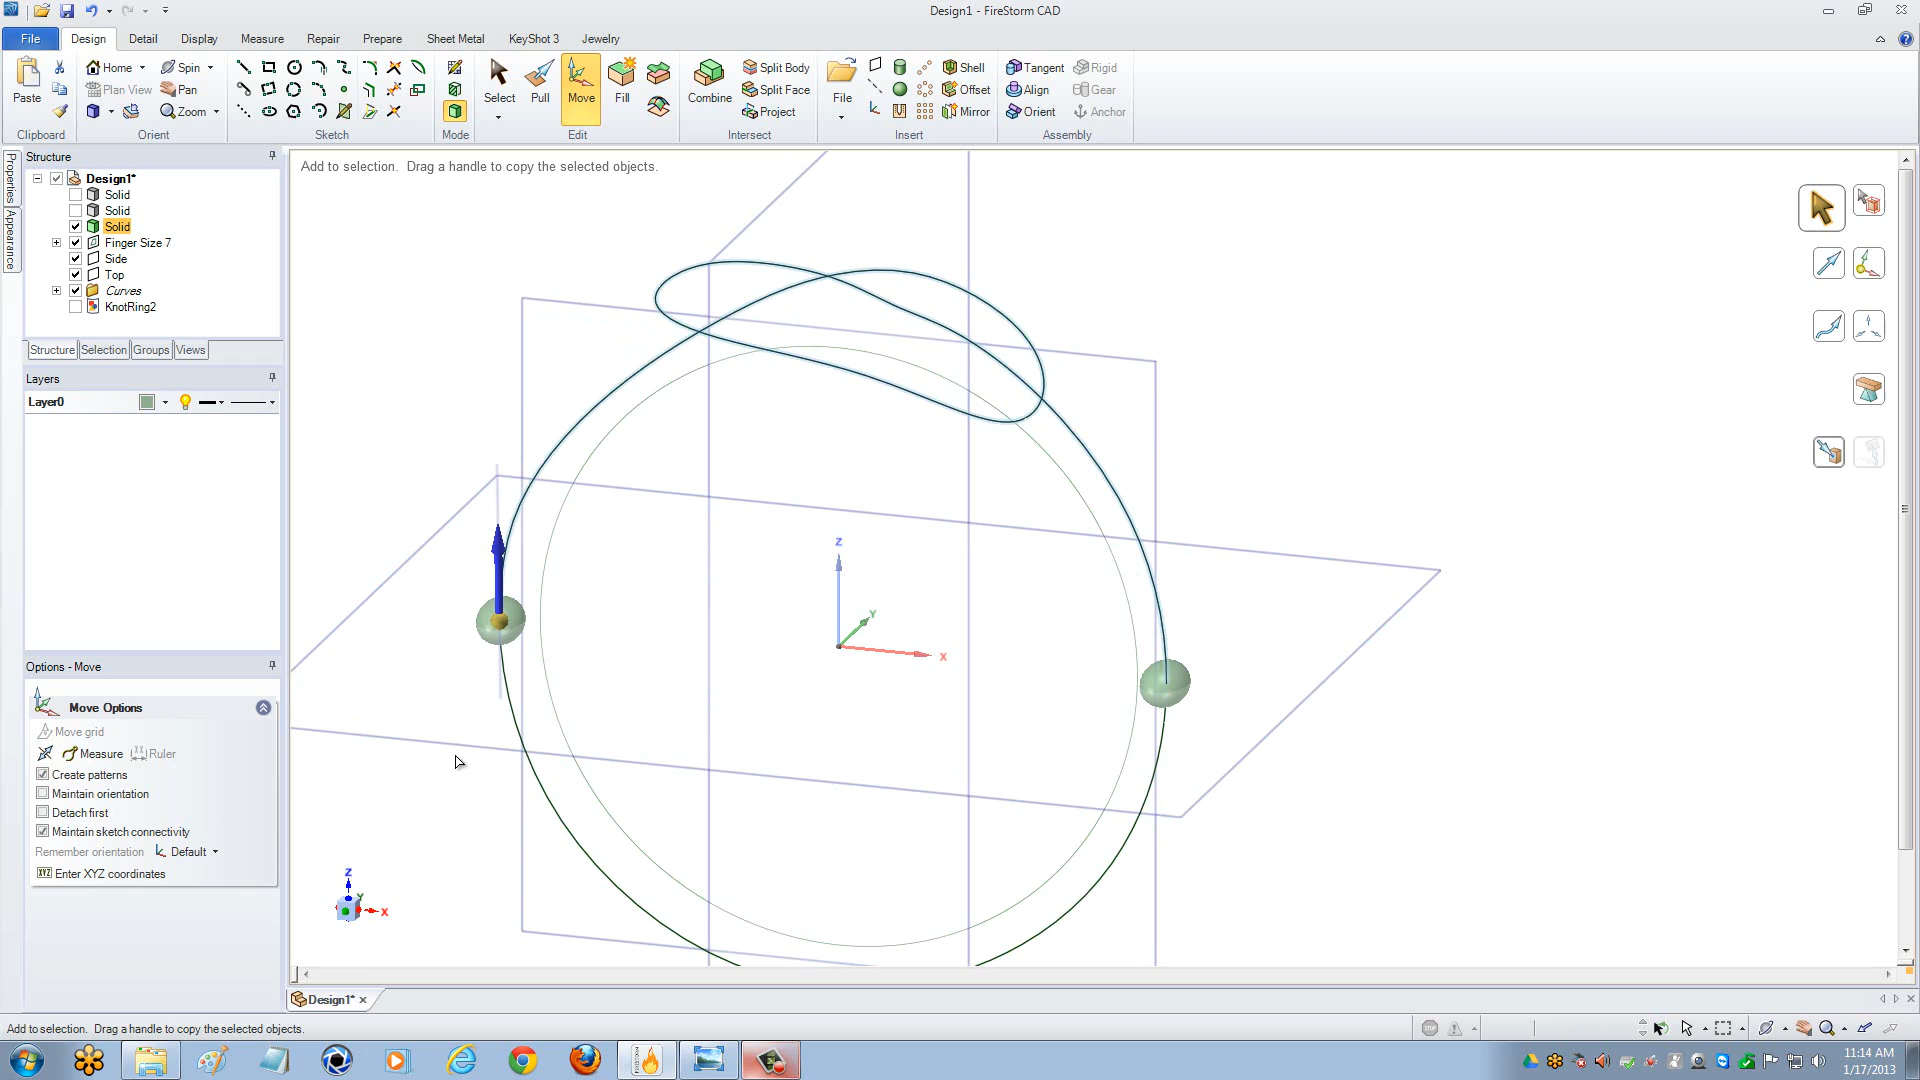 Design1 - FireStorm CAD
File Design Detail Display Measure Repair Prepare Sheet Metal KeyShot 3 Jewelry
Paste
Clipboard
Home Spin
Plan View Pan
Zoom
Orient
Sketch
Mode
Select Pull Move Fill
Edit
Combine
Split Body
Split Face
Project
Intersect
File
Shell
Offset
Mirror
Insert
Tangent Rigid
Align Gear
Orient Anchor
Assembly
Properties
Appearance
Structure
Design1*
Solid
Solid
Solid
Finger Size 7
Side
Top
Curves
KnotRing2
Structure Selection Groups Views
Layers
Layer0
Options - Move
Move Options
Move grid
Measure Ruler
Create patterns
Maintain orientation
Detach first
Maintain sketch connectivity
Remember orientation Default
XYZ Enter XYZ coordinates
Add to selection. Drag a handle to copy the selected objects.
Z
Y
X
Z
Y
X
Design1*
Add to selection. Drag a handle to copy the selected objects.
11:14 AM
1/17/2013